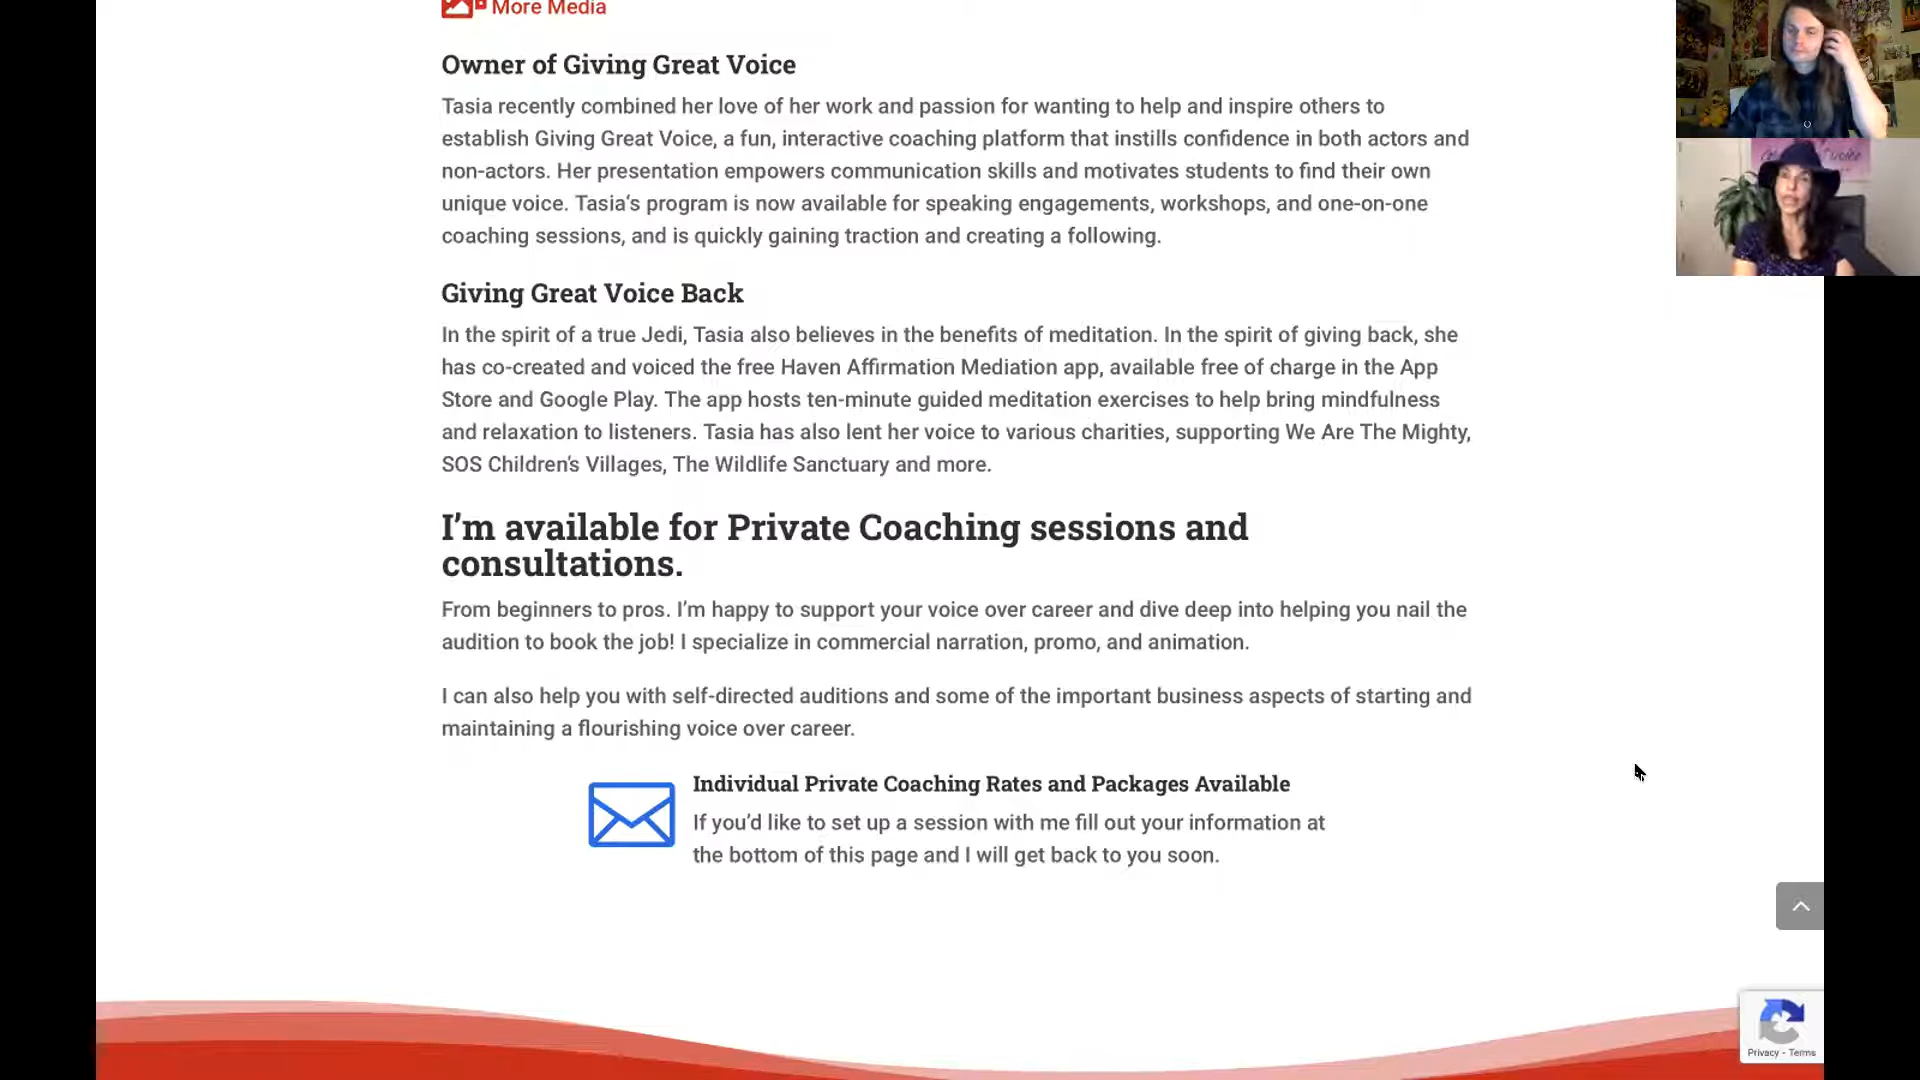 More Media
Owner of Giving Great Voice
Tasia recently combined her love of her work and passion for wanting to help and inspire others to
establish Giving Great Voice, a fun, interactive coaching platform that instills confidence in both actors and
non-actors. Her presentation empowers communication skills and motivates students to find their own
unique voice. Tasia’s program is now available for speaking engagements, workshops, and one-on-one
coaching sessions, and is quickly gaining traction and creating a following.
Giving Great Voice Back
In the spirit of a true Jedi, Tasia also believes in the benefits of meditation. In the spirit of giving back, she
has co-created and voiced the free Haven Affirmation Mediation app, available free of charge in the App
Store and Google Play. The app hosts ten-minute guided meditation exercises to help bring mindfulness
and relaxation to listeners. Tasia has also lent her voice to various charities, supporting We Are The Mighty,
SOS Children’s Villages, The Wildlife Sanctuary and more.
I’m available for Private Coaching sessions and
consultations.
From beginners to pros. I’m happy to support your voice over career and dive deep into helping you nail the
audition to book the job! I specialize in commercial narration, promo, and animation.
I can also help you with self-directed auditions and some of the important business aspects of starting and
maintaining a flourishing voice over career.
Individual Private Coaching Rates and Packages Available
If you’d like to set up a session with me fill out your information at
the bottom of this page and I will get back to you soon.
Privacy - Terms